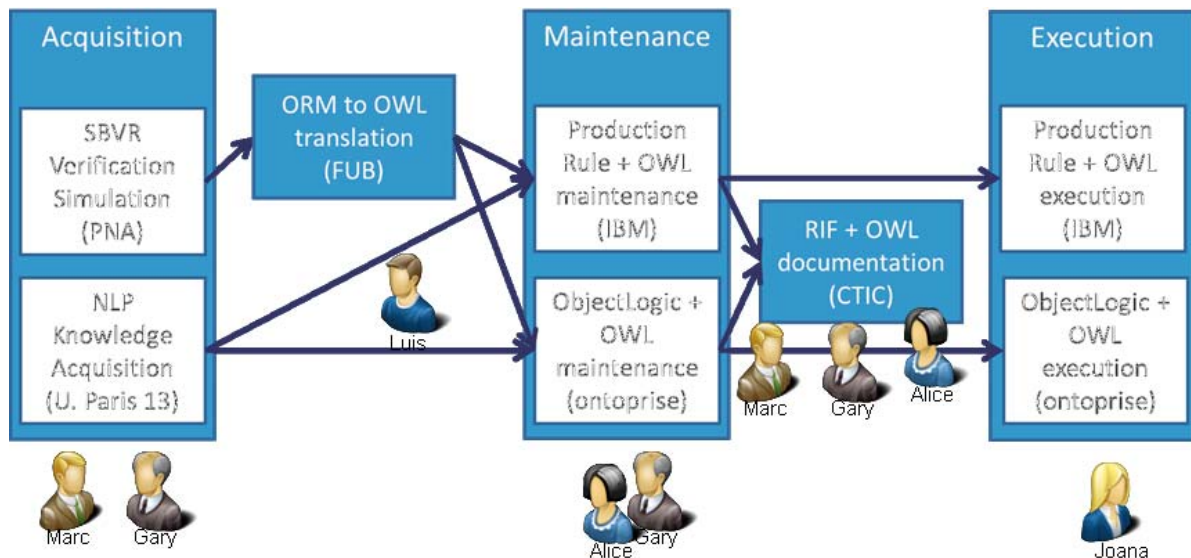 Acquisition
SBVR
Verification
Simulation
(PNA)
NLP
Knowledge
Acquisition
(U. Paris 13)
Marc
Gary
ORM to OWL
translation
(FUB)
Luis
Maintenance
Production
Rule + OWL
maintenance
(IBM)
ObjectLogic +
OWL
maintenance
(ontoprise)
Alice
Gary
RIF + OWL
documentation
(CTIC)
Marc
Gary
Alice
Execution
Production
Rule + OWL
execution
(IBM)
ObjectLogic +
OWL
execution
(ontoprise)
Joana